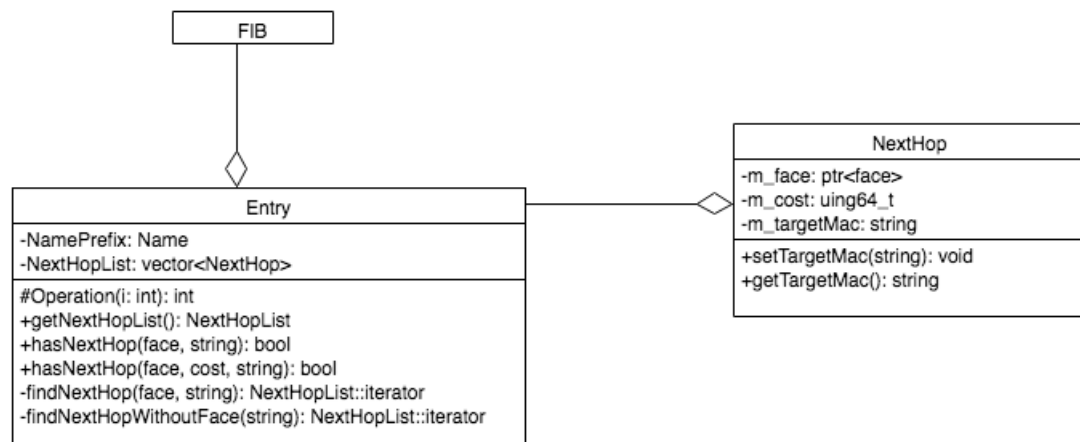 FIB
Entry
-NamePrefix: Name
-NextHopList: vector<NextHop>
#Operation(i: int): int
+getNextHopList(): NextHopList
+hasNextHop(face, string): bool
+hasNextHop(face, cost, string): bool
-findNextHop(face, string): NextHopList::iterator
-findNextHopWithoutFace(string): NextHopList::iterator
NextHop
-m_face: ptr<face>
-m_cost: uing64_t
-m_targetMac: string
+setTargetMac(string): void
+getTargetMac(): string